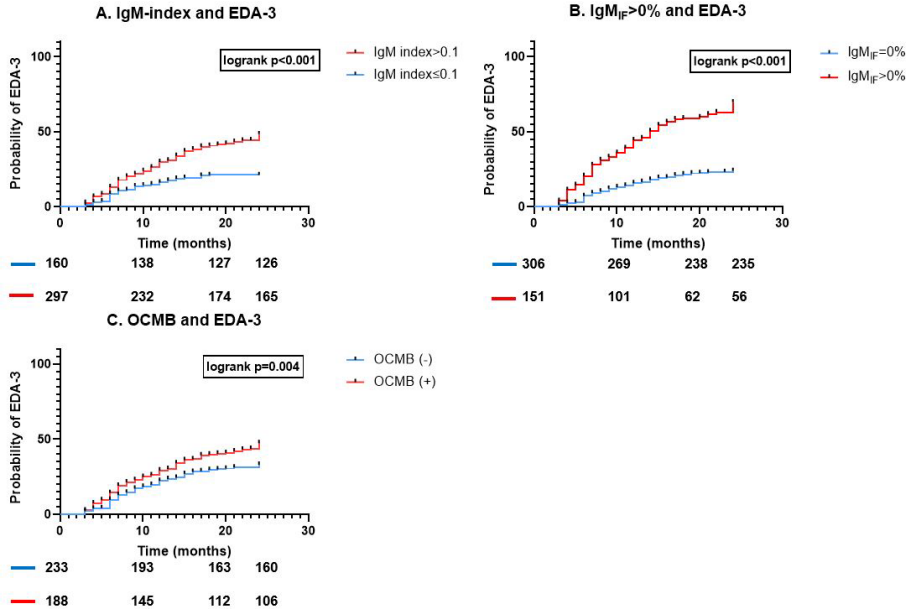 A. IgM-index and EDA-3
logrank p<0.001
IgM index>0.1
IgM index≤0.1
Probability of EDA-3
100
50
0
0 10 20 30
Time (months)
160 138 127 126
297 232 174 165
B. IgMIF>0% and EDA-3
logrank p<0.001
IgMIF=0%
IgMIF>0%
Probability of EDA-3
100
50
0
0 10 20 30
Time (months)
306 269 238 235
151 101 62 56
C. OCMB and EDA-3
logrank p=0.004
OCMB (-)
OCMB (+)
Probability of EDA-3
100
50
0
0 10 20 30
Time (months)
233 193 163 160
188 145 112 106